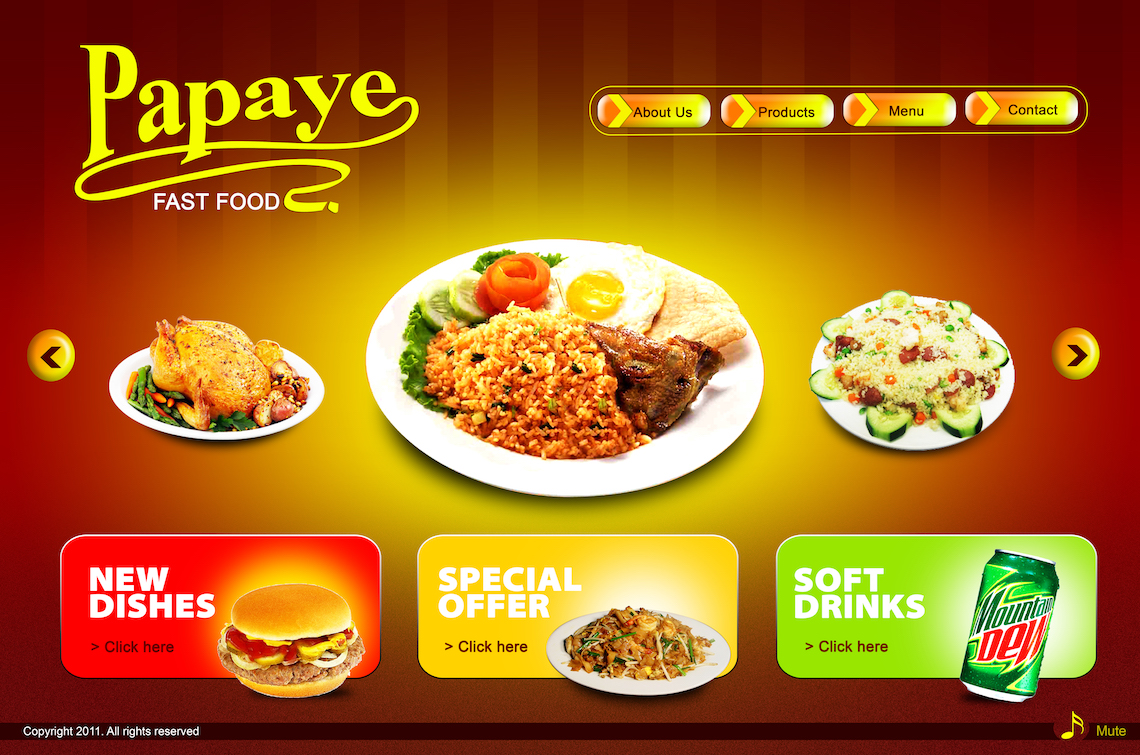 Papaye
FAST FOOD
About Us
Products
Menu
Contact
NEW
DISHES
> Click here
SPECIAL
OFFER
> Click here
SOFT
DRINKS
> Click here
Mountain
DEW
Copyright 2011. All rights reserved
Mute